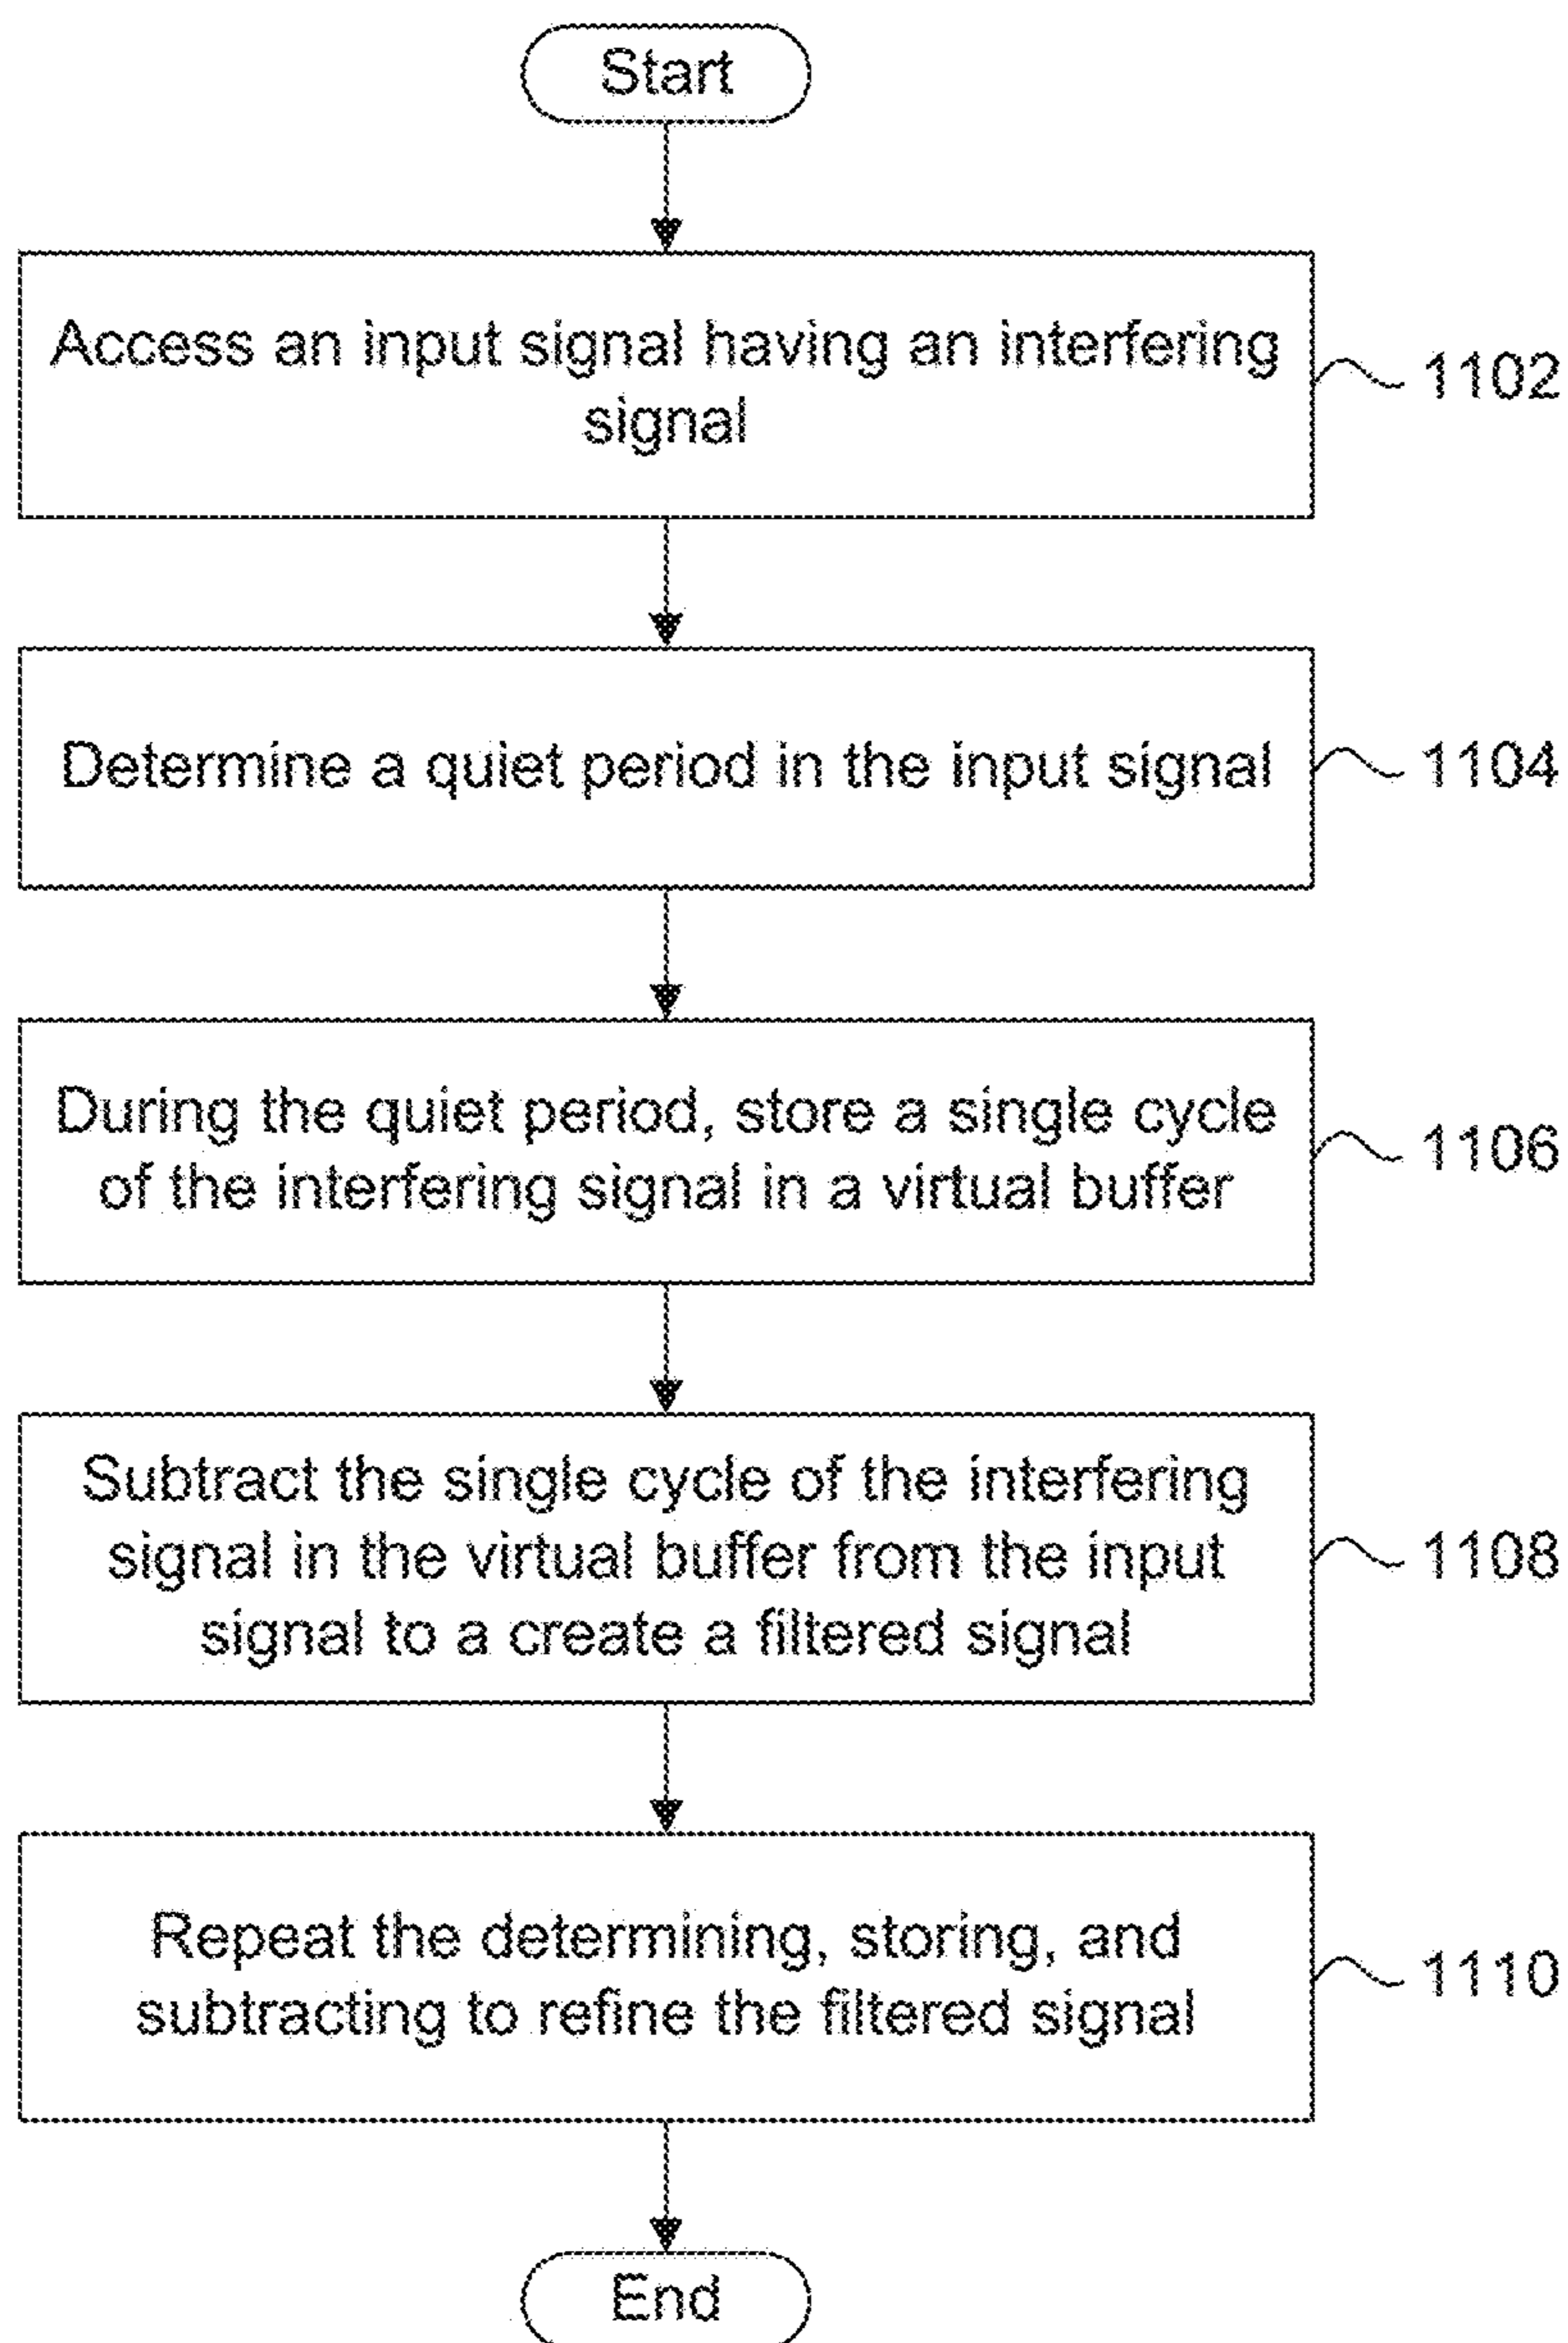 Start
Access an input signal having an interfering
signal
1102
Determine a quiet period in the input signal
1104
During the quiet period, store a single cycle
of the interfering signal in a virtual buffer
1106
Subtract the single cycle of the interfering
signal in the virtual buffer from the input
signal to a create a filtered signal
1108
Repeat the determining, storing, and
subtracting to refine the filtered signal
1110
End